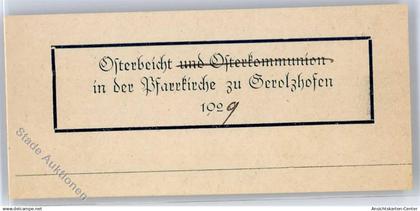 Osterbeicht und Osterkommunion
in der Pfarrkirche zu Gerolzhofen
1929
Stade Auktionen
Ansichtskarten-Center